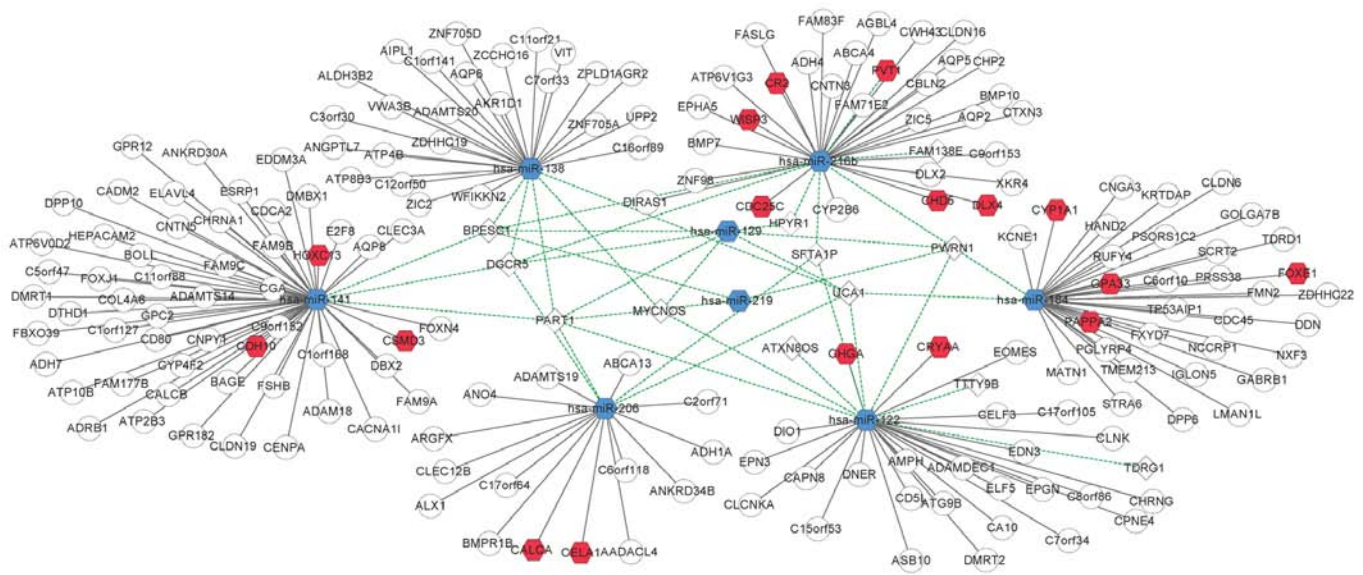 FAM83F
AGBL4
ZNF705D
C11orf21
CWH43
CLDN16
FASLG
AIPL1
ZCCHC16
VIT
ABCA4
C1orf141
ADH4
AQP5
CHP2
ALDH3B2
AQP6
C7orf33
ZPLD1
AGR2
ATP6V1G3
CR2
CNTN3
PVT1
CBLN2
VWA3B
ADAMTS20
AKR1D1
EPHA5
FAM71E2
BMP10
CTXN3
C3orf30
ZNF705A
UPP2
WISP3
ZIC5
AQP2
GPR12
ANKRD30A
EDDM3A
ANGPTL7
ZDHHC19
ATP4B
C16orf89
BMP7
hsa-miR-216b
FAM138E
C9orf153
CADM2
ELAVL4
ESRP1
DMBX1
ATP8B3
hsa-miR-138
C12orf50
ZNF98
DLX2
XKR4
CNGA3
KRTDAP
CLDN6
DPP10
CHRNA1
CDCA2
ZIC2
WFIKKN2
DIRAS1
CDC25C
CYP2B6
GHD5
DLX4
CYP1A1
HAND2
GOLGA7B
CNTN5
E2F8
CLEC3A
BPESC1
hsa-miR-129
HPYR1
PSORS1C2
ATP6V0D2
HEPACAM2
FAM9B
HOXC13
AQP8
KCNE1
RUFY4
SCRT2
TDRD1
BOLL
FAM9C
DGCR5
SFTA1P
PWRN1
C5orf47
FOXJ1
C11orf88
CGA
GPA33
C6orf10
PRSS38
FOXE1
DMRT1
COL4A6
ADAMTS14
hsa-miR-141
hsa-miR-219
UCA1
hsa-miR-184
FMN2
ZDHHC22
DTHD1
GPC2
PART1
MYCNOS
PAPPA2
TP53AIP1
CDC45
DDN
FBXO39
C1orf127
CD80
C9orf152
CNPY1
FOXN4
FXYD7
ADH7
CDH10
CSMD3
ATXN8OS
GHGA
CRYAA
PGLYRP4
NCCRP1
NXF3
CYP4F2
C1orf168
DBX2
ABCA13
EOMES
MATN1
TMEM213
IGLON5
GABRB1
ATP10B
FAM177B
BAGE
FSHB
ADAMTS19
TTTY9B
CALCB
FAM9A
ANO4
C2orf71
STRA6
DPP6
LMAN1L
ADRB1
ATP2B3
ADAM18
CACNA1I
hsa-miR-206
hsa-miR-122
CELF3
C17orf105
GPR182
CLDN19
CENPA
ARGFX
DIO1
CLNK
ADH1A
EPN3
EDN3
CLEC12B
C6orf118
DNER
AMPH
ADAMDEC1
TDRG1
C17orf64
ANKRD34B
CAPN8
CD5L
ELF5
EPGN
C8orf86
CHRNG
ALX1
CLCNKA
ATG9B
CPNE4
C15orf53
CA10
C7orf34
BMPR1B
CALCA
CELA1
AADACL4
ASB10
DMRT2